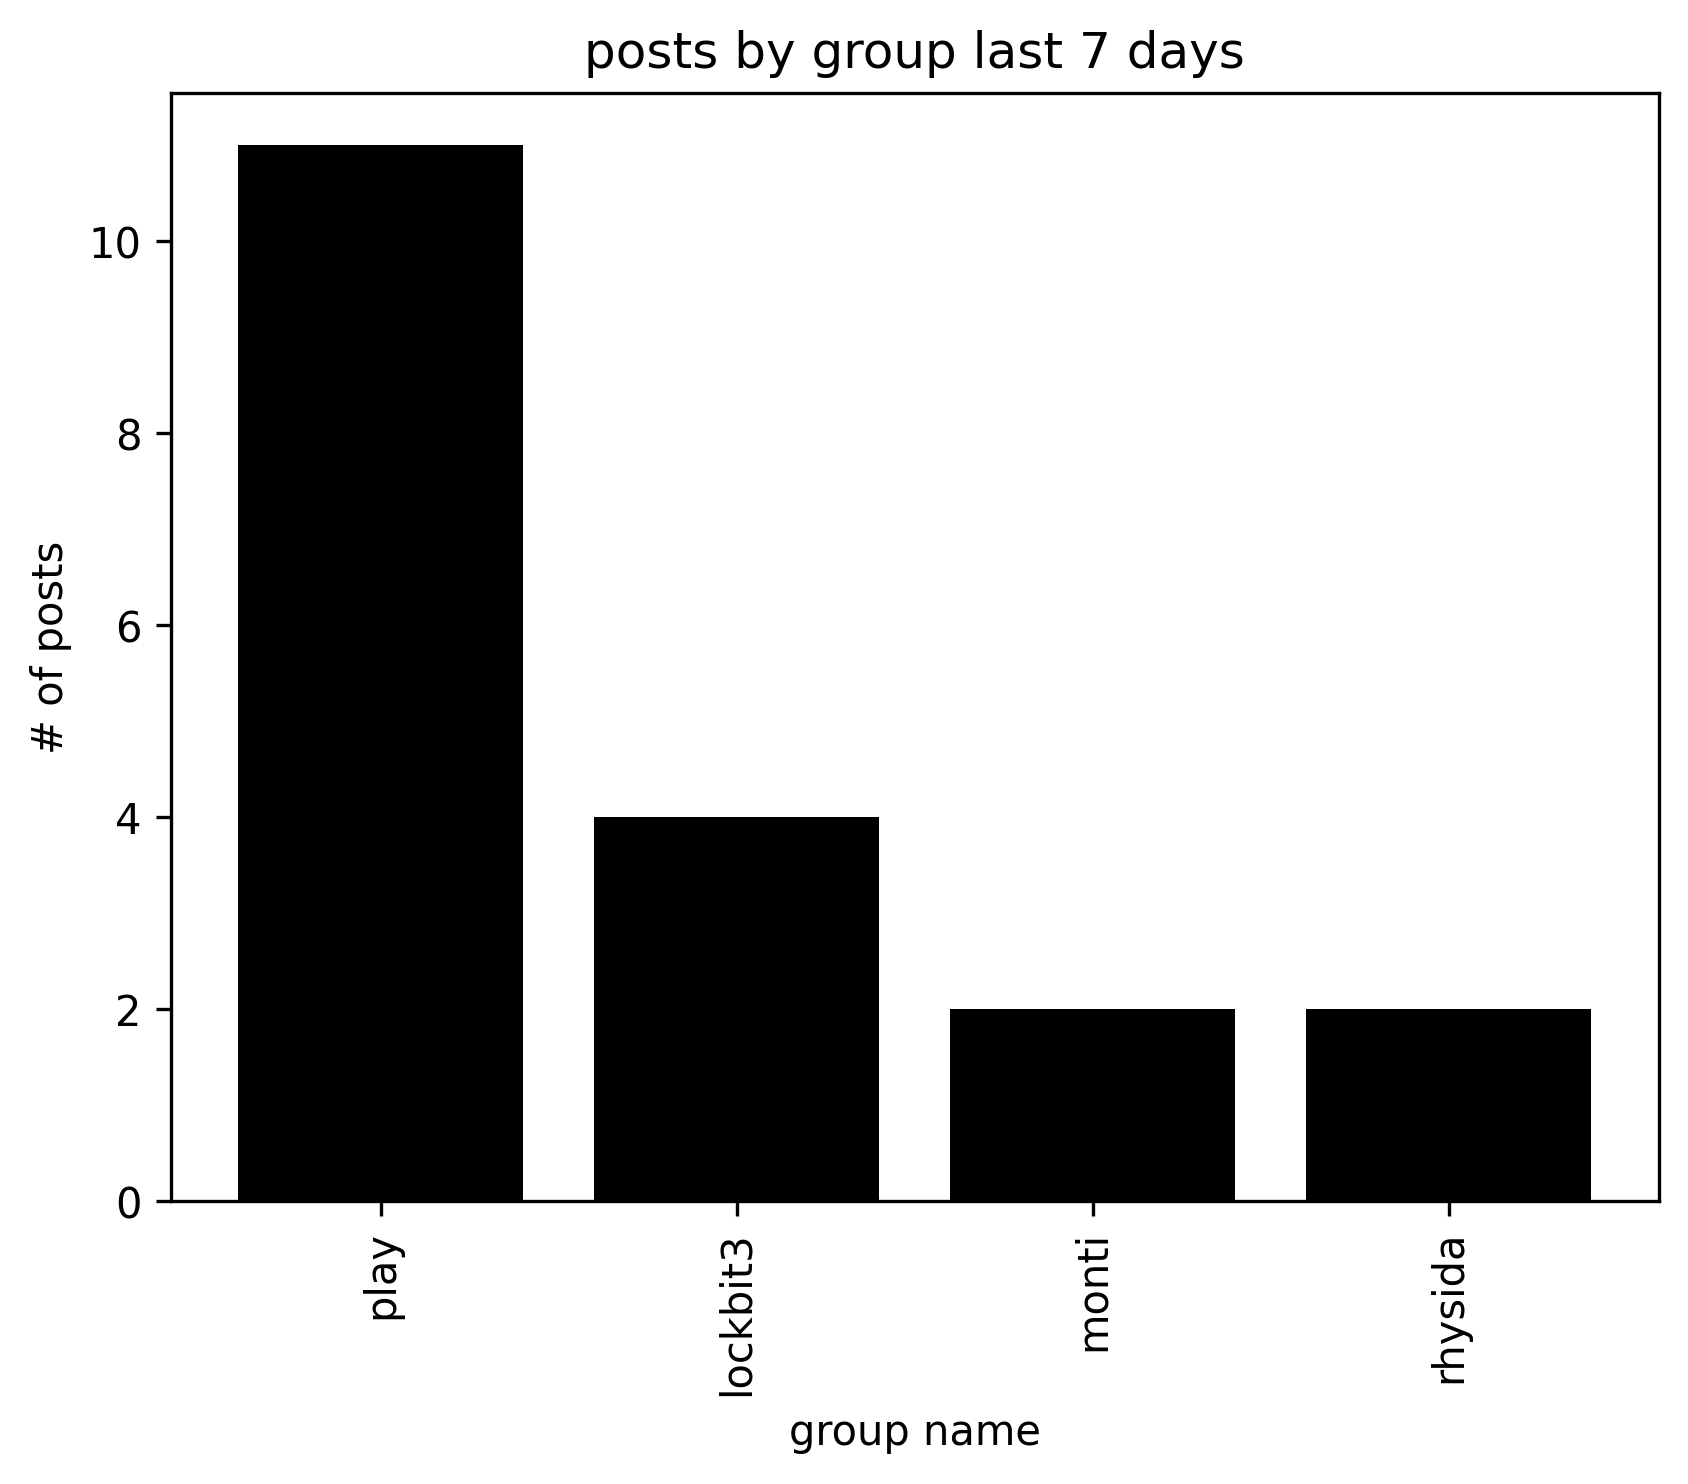 posts by group last 7 days
# of posts
10
8
6
4
2
0
play
lockbit3
monti
rhysida
group name